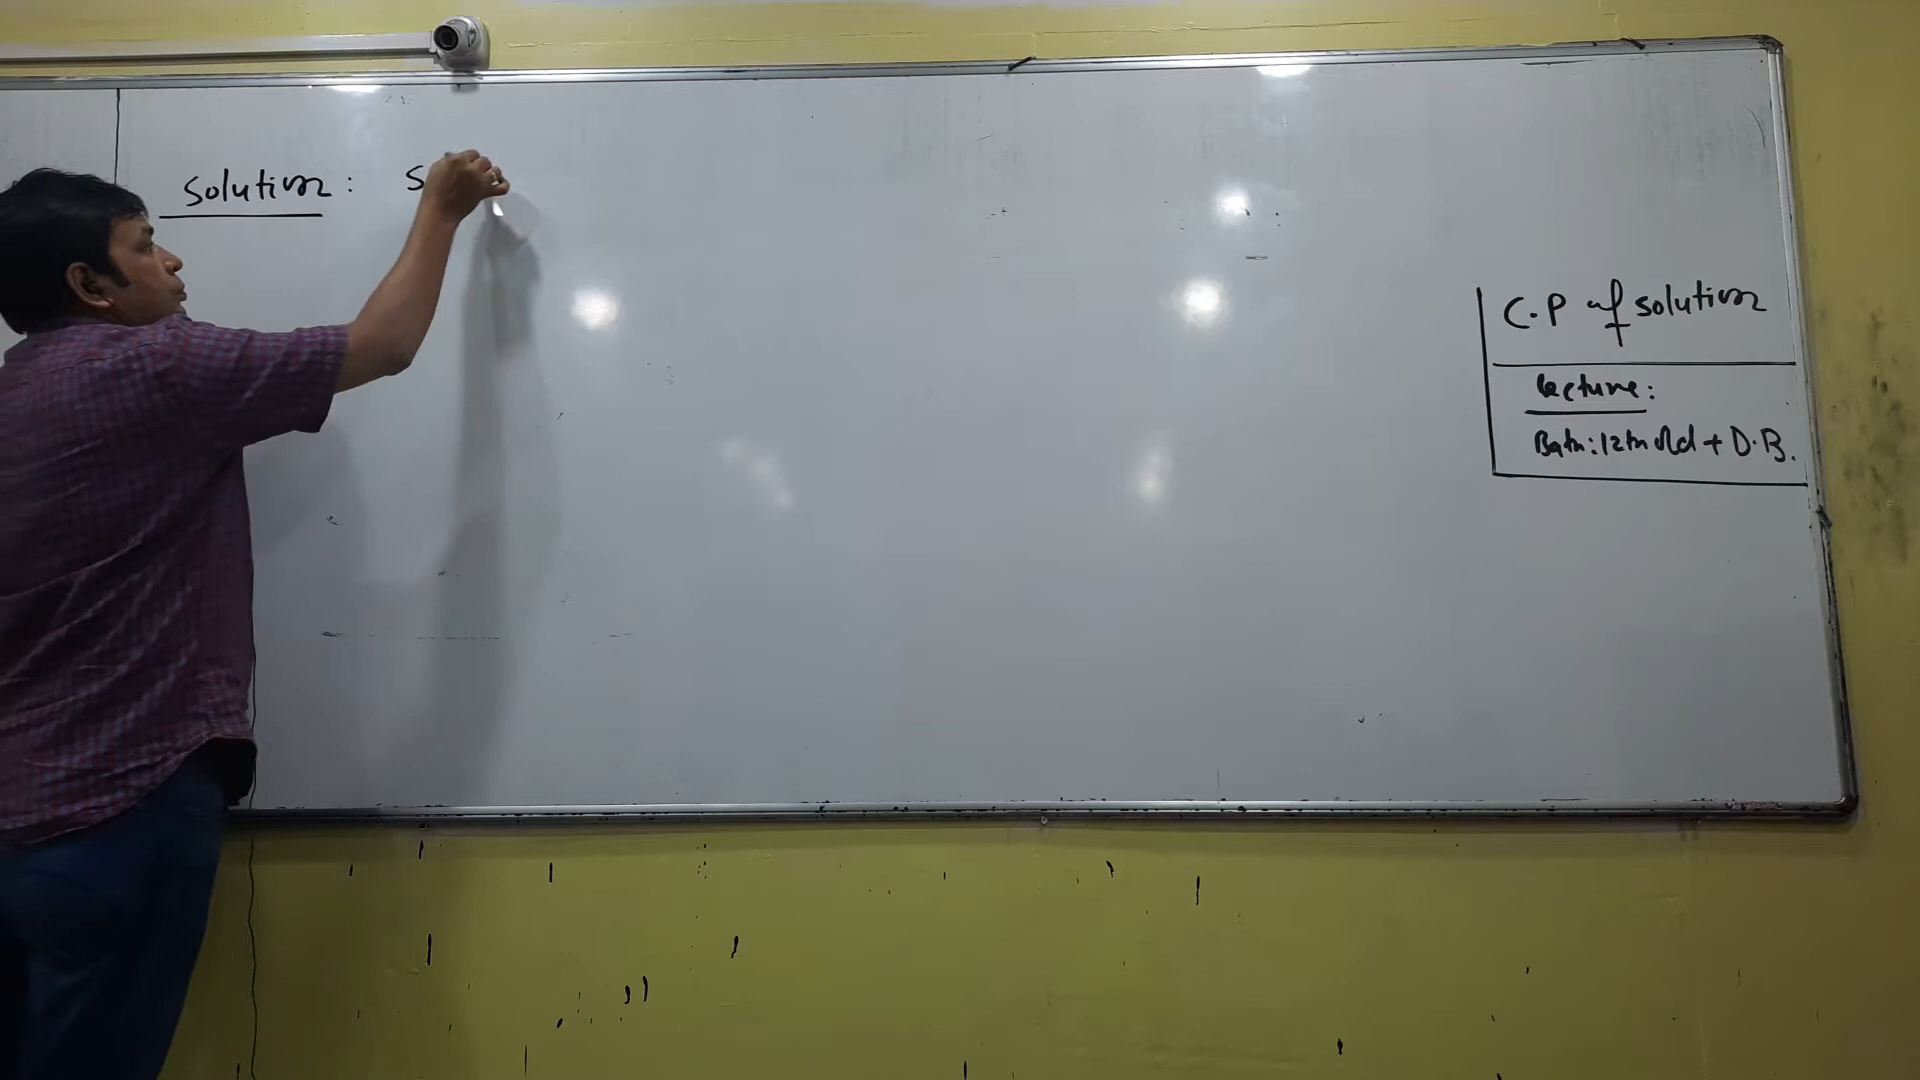 Solution : S
C.P of solution
Lecture:
Batch: 12th Old + D.B.